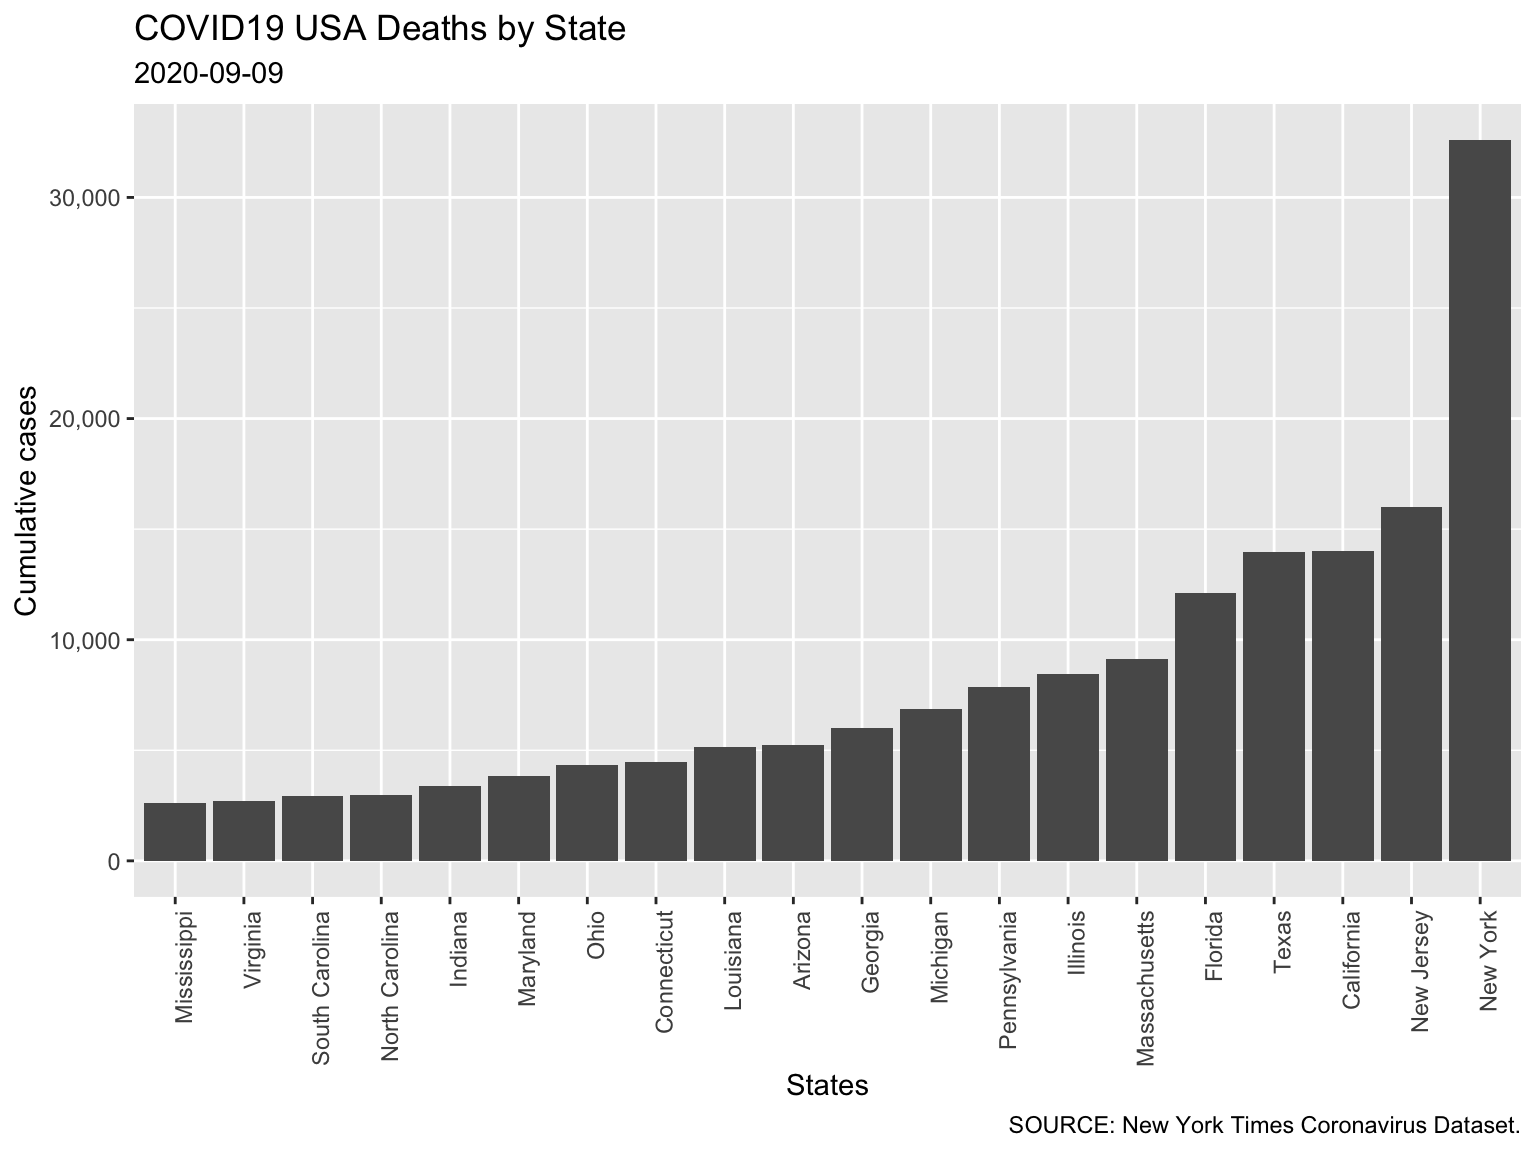 COVID19 USA Deaths by State
2020-09-09
Cumulative cases
30,000
20,000
10,000
0
Mississippi
Virginia
South Carolina
North Carolina
Indiana
Maryland
Ohio
Connecticut
Louisiana
Arizona
Georgia
Michigan
Pennsylvania
Illinois
Massachusetts
Florida
Texas
California
New Jersey
New York
States
SOURCE: New York Times Coronavirus Dataset.